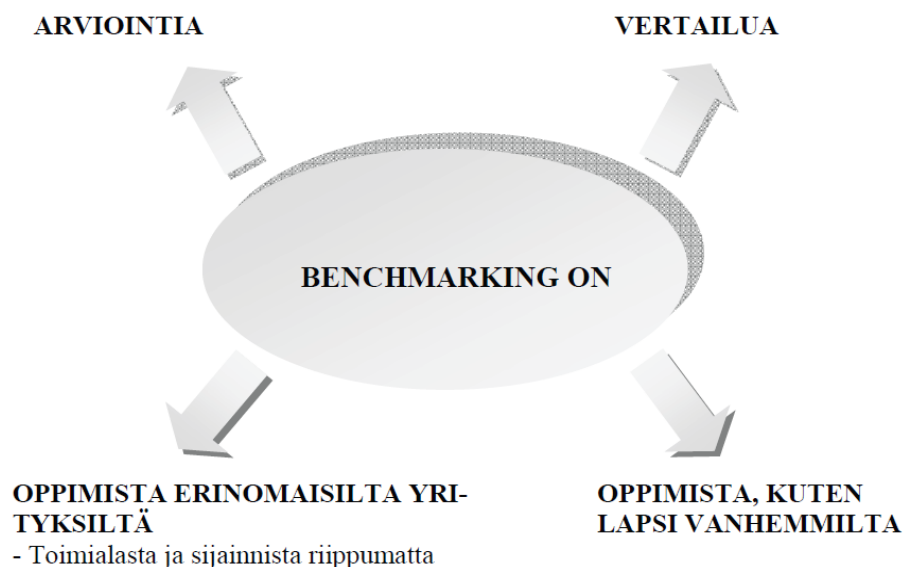 ARVIOINTIA
VERTAILUA
BENCHMARKING ON
OPPIMISTA ERINOMAISILTA YRI-
TYKSILTÄ
- Toimialasta ja sijainnista riippumatta
OPPIMISTA, KUTEN
LAPSI VANHEMMILTA